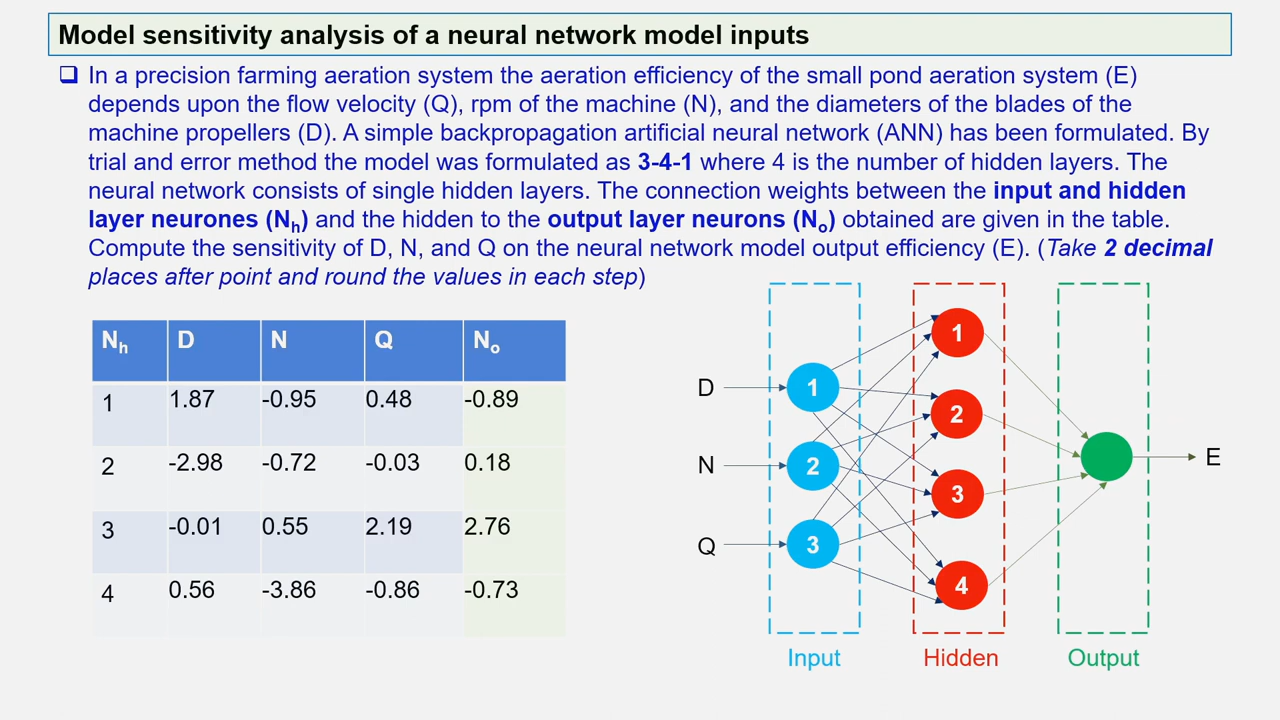 Model sensitivity analysis of a neural network model inputs
❑ In a precision farming aeration system the aeration efficiency of the small pond aeration system (E)
depends upon the flow velocity (Q), rpm of the machine (N), and the diameters of the blades of the
machine propellers (D). A simple backpropagation artificial neural network (ANN) has been formulated. By
trial and error method the model was formulated as 3-4-1 where 4 is the number of hidden layers. The
neural network consists of single hidden layers. The connection weights between the input and hidden
layer neurones (Nh) and the hidden to the output layer neurons (No) obtained are given in the table.
Compute the sensitivity of D, N, and Q on the neural network model output efficiency (E). (Take 2 decimal
places after point and round the values in each step)
Nh D N Q No
1 1.87 -0.95 0.48 -0.89
2 -2.98 -0.72 -0.03 0.18
3 -0.01 0.55 2.19 2.76
4 0.56 -3.86 -0.86 -0.73
D
N
Q
1
2
3
1
2
3
4
E
Input
Hidden
Output